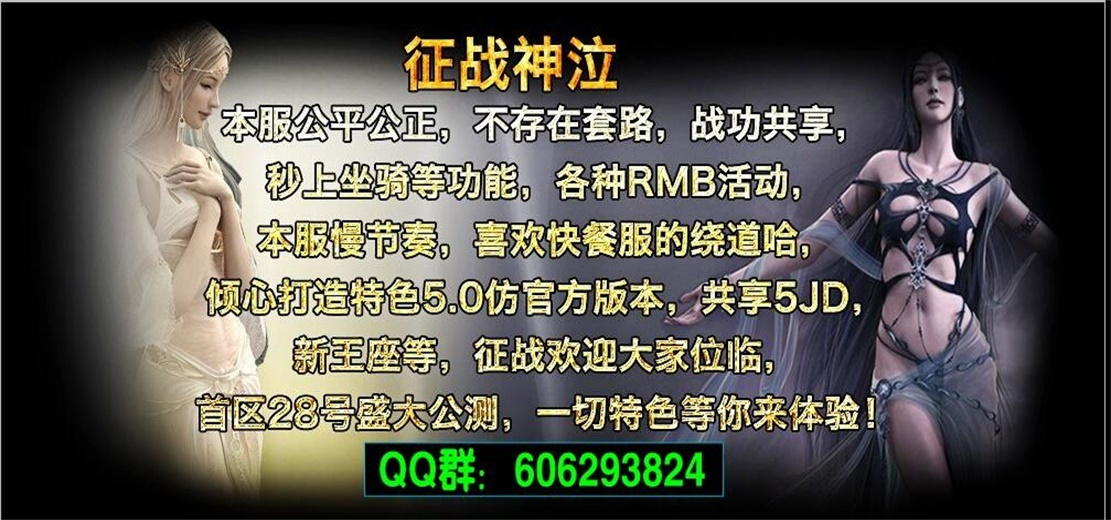 征战神泣
本服公平公正，不存在套路，战功共享，
秒上坐骑等功能，各种RMB活动，
本服慢节奏，喜欢快餐服的绕道哈，
倾心打造特色5.0仿官方版本，共享5JD，
新王座等，征战欢迎大家位临，
首区28号盛大公测，一切特色等你来体验！
QQ群：606293824